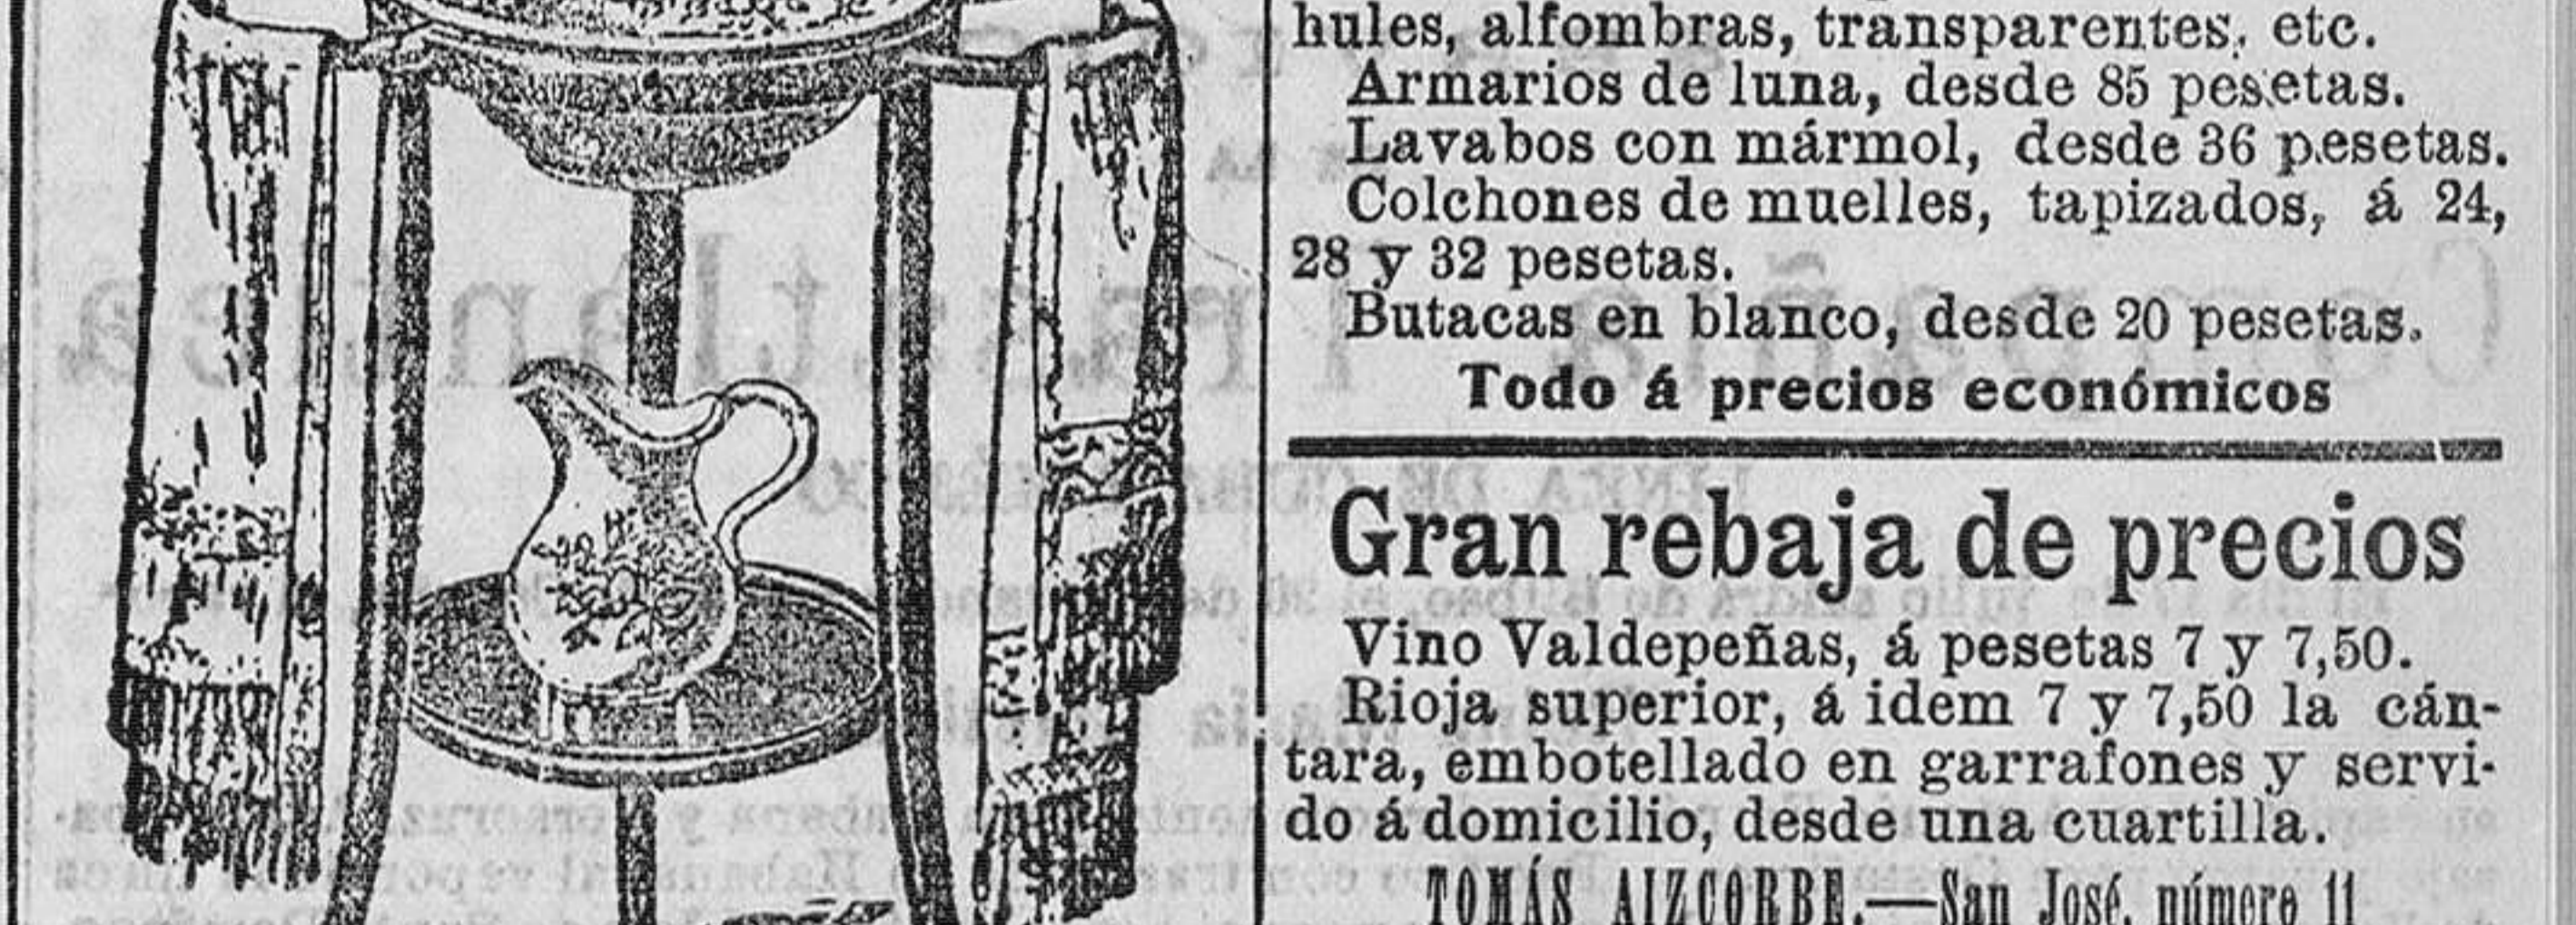 hules, alfombras, transparentes, etc.
Armarios de luna, desde 85 pesetas.
Lavabos con mármol, desde 36 pesetas.
Colchones de muelles, tapizados, á 24,
28 y 32 pesetas.
Butacas en blanco, desde 20 pesetas.
Todo á precios económicos
Gran rebaja de precios
Vino Valdepeñas, á pesetas 7 y 7,50.
Rioja superior, á idem 7 y 7,50 la cán-
tara, embotellado en garrafones y servi-
do á domicilio, desde una cuartilla.
TOMÁS AIZCORBE.—San José, número 11